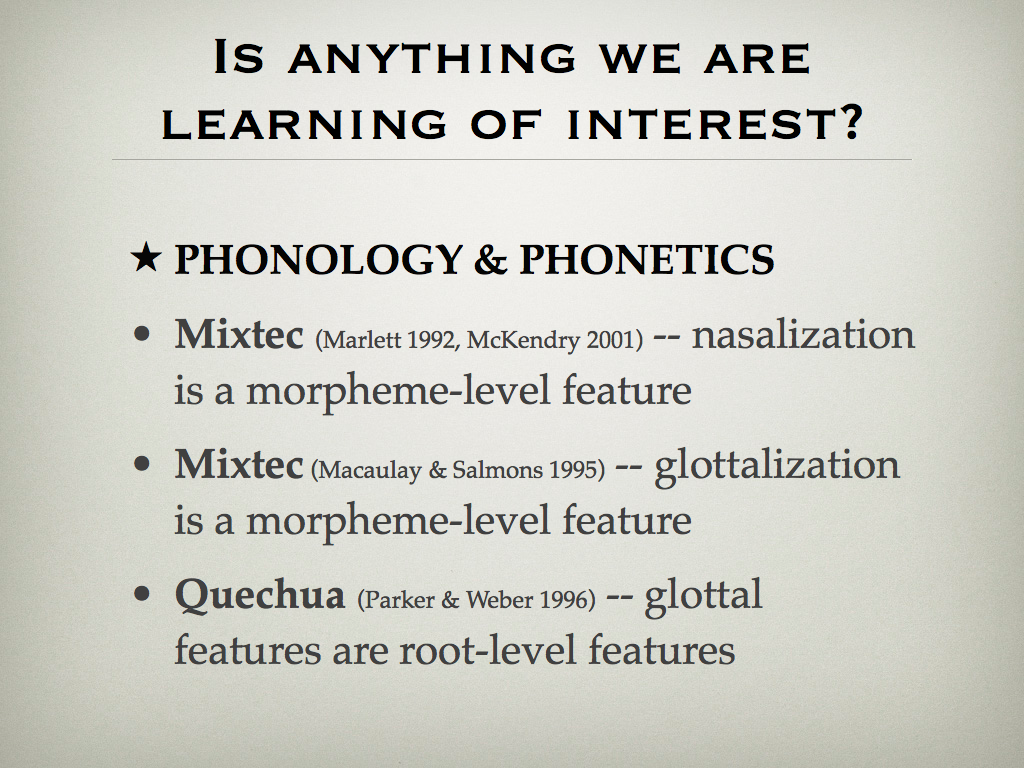 Is anything we are
learning of interest?
★ PHONOLOGY & PHONETICS
• Mixtec (Marlett 1992, McKendry 2001) -- nasalization
is a morpheme-level feature
• Mixtec (Macaulay & Salmons 1995) -- glottalization
is a morpheme-level feature
• Quechua (Parker & Weber 1996) -- glottal
features are root-level features